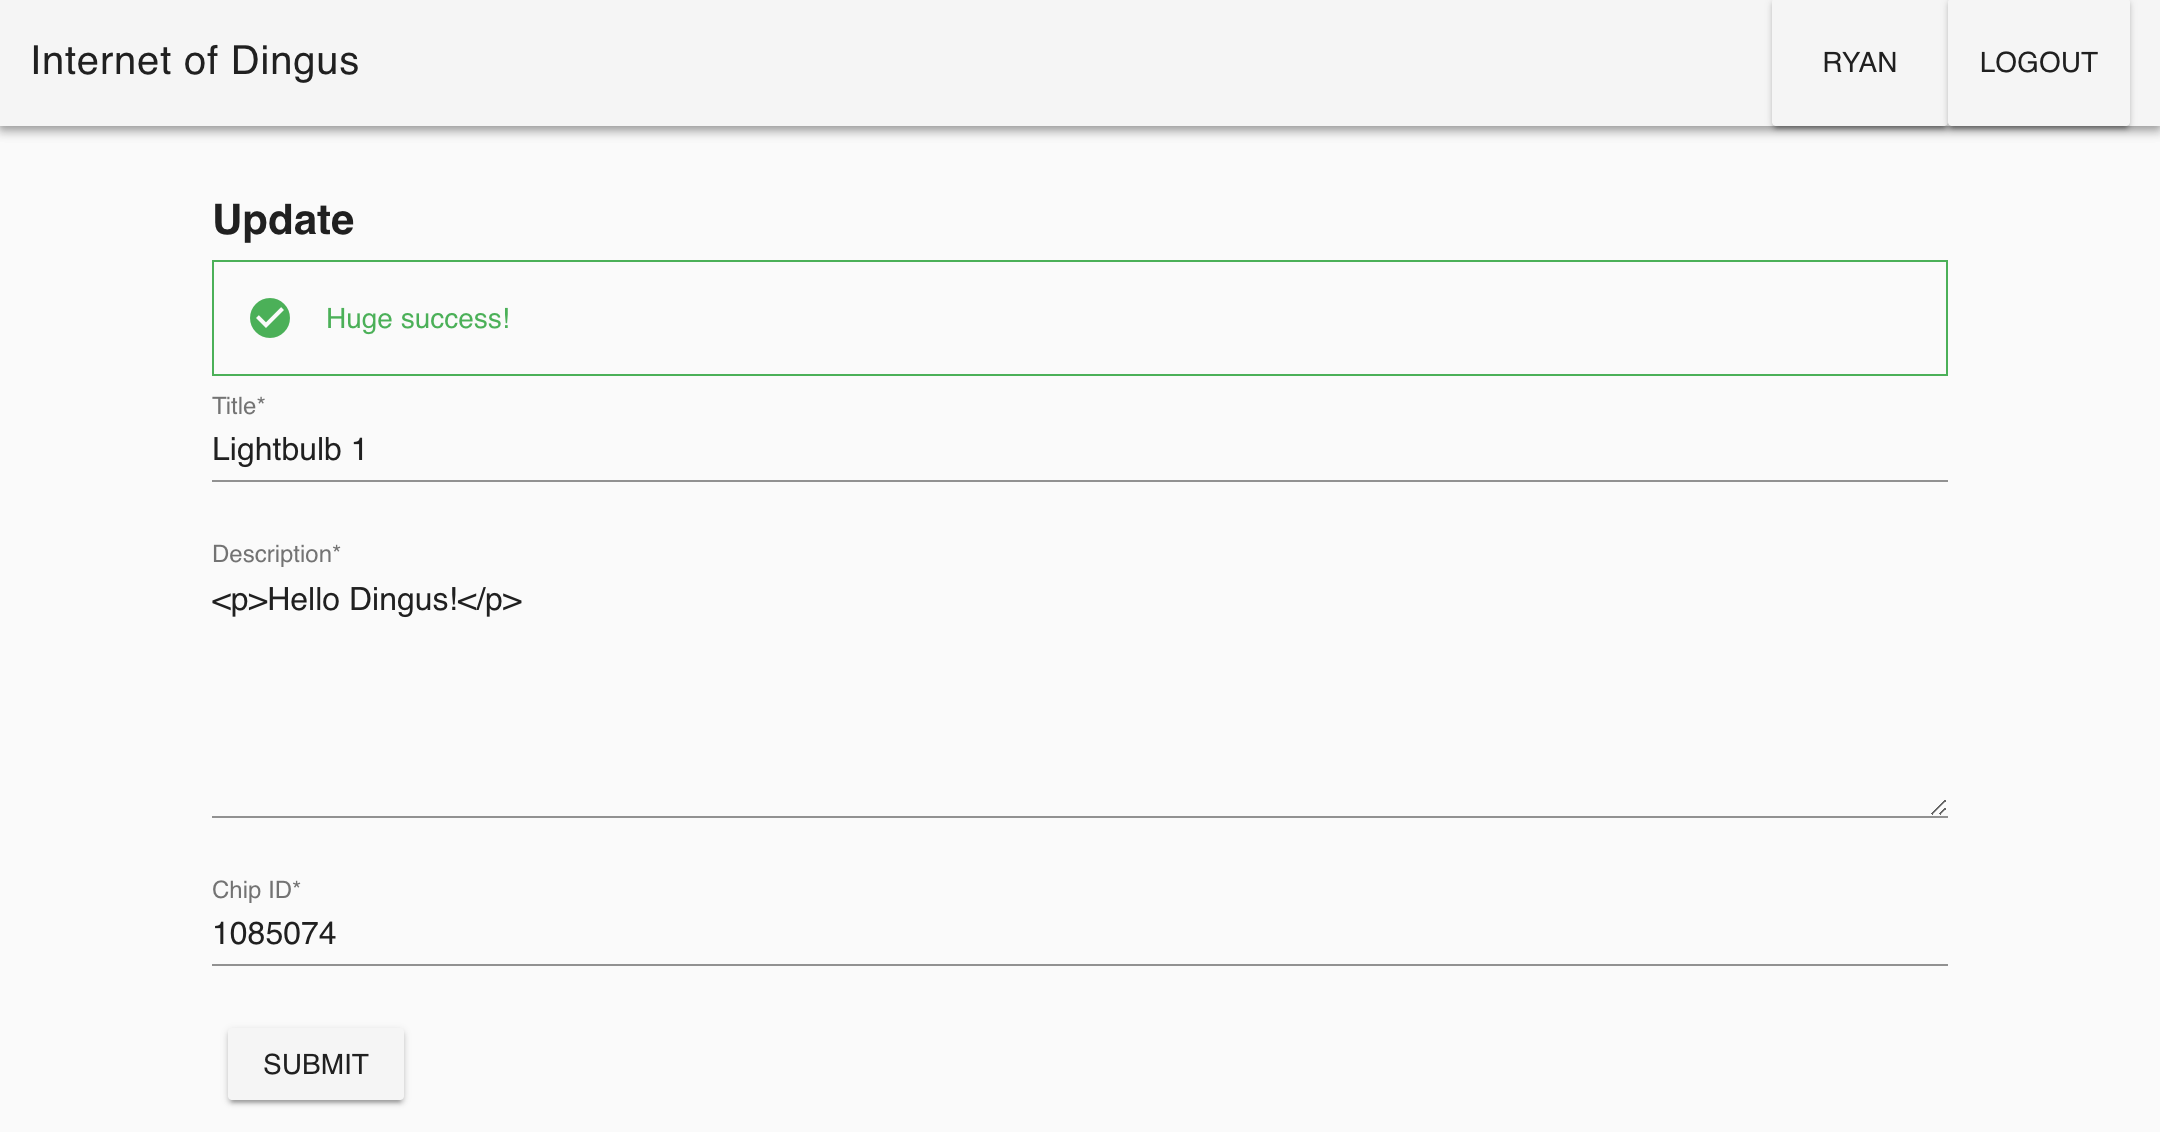 Internet of Dingus
RYAN
LOGOUT
Update
Huge success!
Title*
Lightbulb 1
Description*
<p>Hello Dingus!</p>
Chip ID*
1085074
SUBMIT